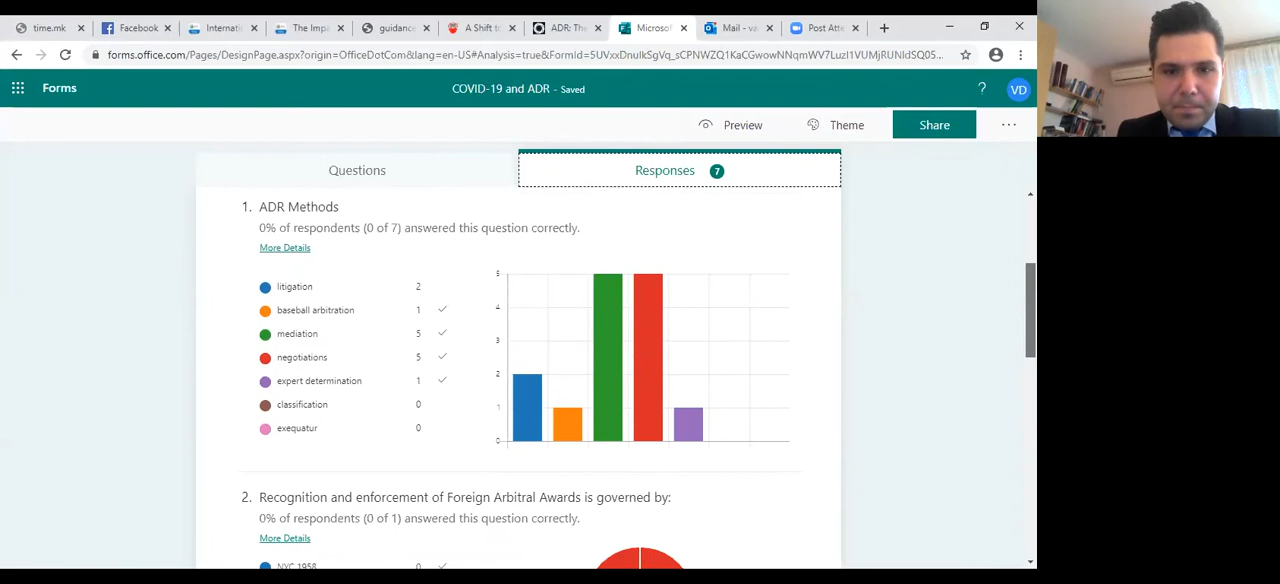 time.mk
Facebook
Internati
The Impa
guidance
A Shift to
ADR: The
Microsof
Mail - va
Post Atte
forms.office.com/Pages/DesignPage.aspx?origin=OfficeDotCom&lang=en-US#Analysis=true&FormId=
Forms
COVID-19 and ADR - Saved
?
VD
Preview
Theme
Share
Questions
Responses 7
1. ADR Methods
0% of respondents (0 of 7) answered this question correctly.
More Details
litigation 2
baseball arbitration 1
mediation 5
negotiations 5
expert determination 1
classification 0
exequatur 0
5
4
3
2
1
0
2. Recognition and enforcement of Foreign Arbitral Awards is governed by:
0% of respondents (0 of 1) answered this question correctly.
More Details
NYC 1958 0